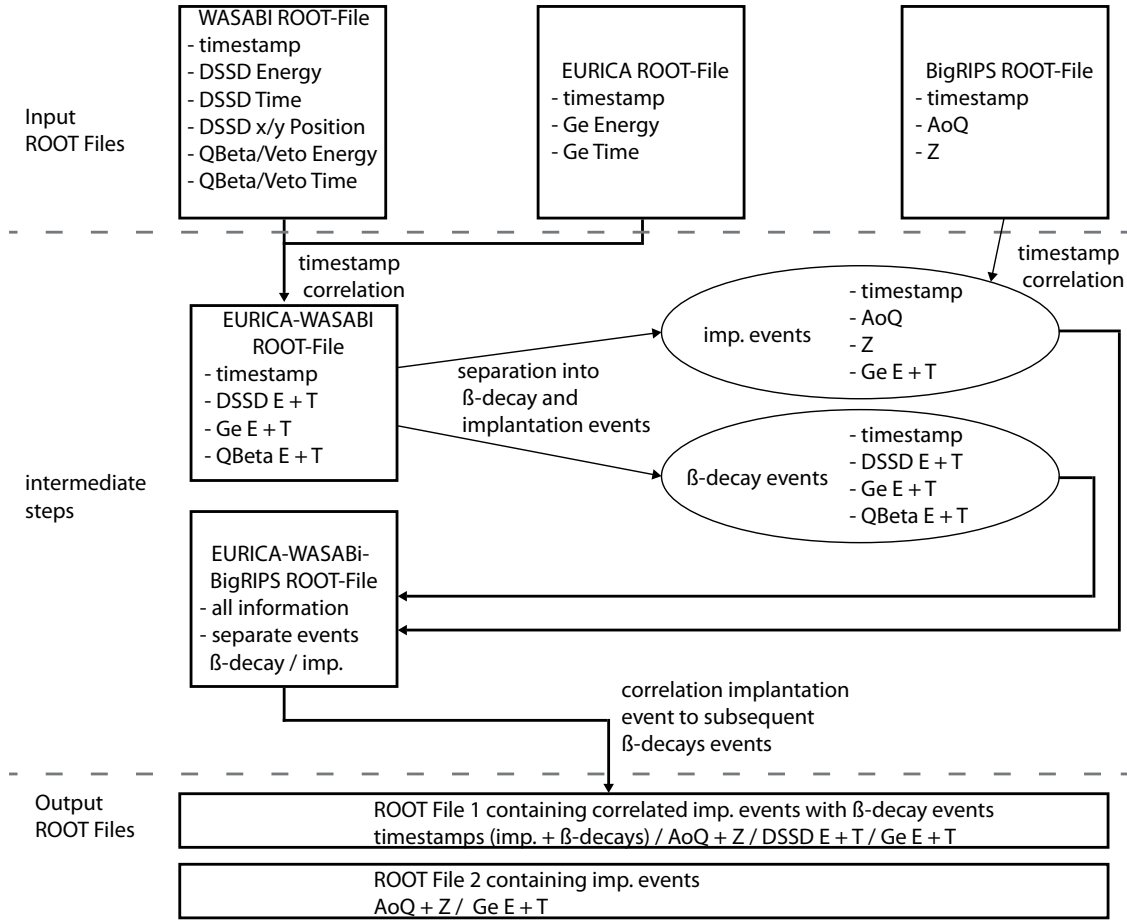 Input
ROOT Files
WASABI ROOT-File
- timestamp
- DSSD Energy
- DSSD Time
- DSSD x/y Position
- QBeta/Veto Energy
- QBeta/Veto Time
EURICA ROOT-File
- timestamp
- Ge Energy
- Ge Time
BigRIPS ROOT-File
- timestamp
- AoQ
- Z
timestamp
correlation
timestamp
correlation
intermediate
steps
EURICA-WASABI
ROOT-File
- timestamp
- DSSD E + T
- Ge E + T
- QBeta E + T
separation into
ß-decay and
implantation events
imp. events
- timestamp
- AoQ
- Z
- Ge E + T
ß-decay events
- timestamp
- DSSD E + T
- Ge E + T
- QBeta E + T
EURICA-WASABi-
BigRIPS ROOT-File
- all information
- separate events
ß-decay / imp.
correlation implantation
event to subsequent
ß-decays events
Output
ROOT Files
ROOT File 1 containing correlated imp. events with ß-decay events
timestamps (imp. + ß-decays) / AoQ + Z / DSSD E + T / Ge E + T
ROOT File 2 containing imp. events
AoQ + Z / Ge E + T